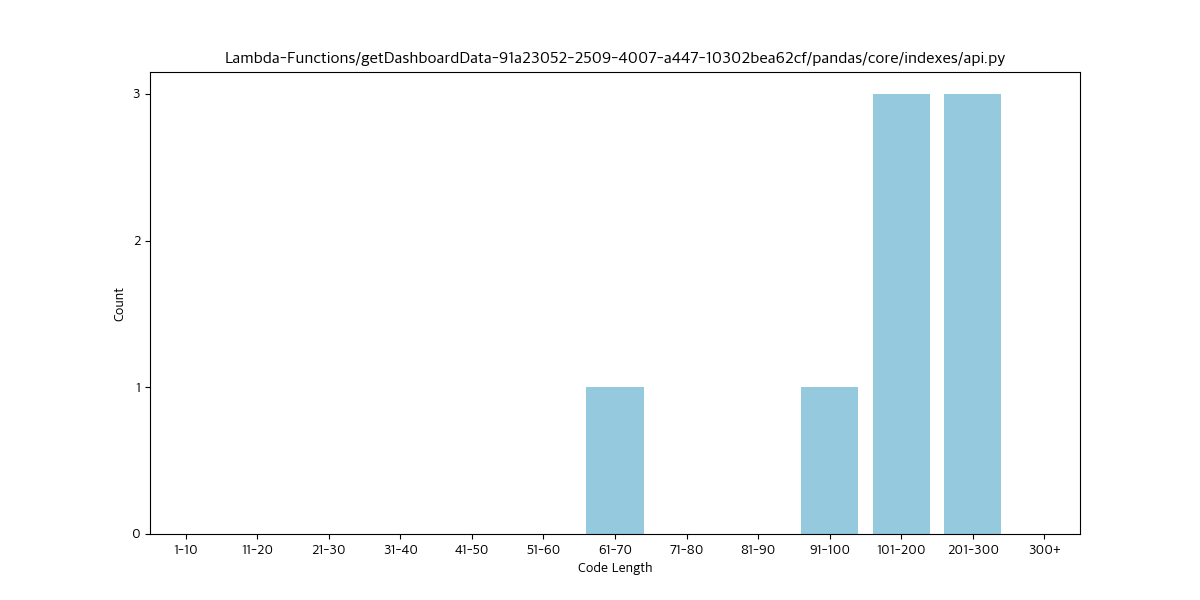 Lambda-Functions/getDashboardData-91a23052-2509-4007-a447-10302bea62cf/pandas/core/indexes/api.py
3
2
1
0
Count
1-10 11-20 21-30 31-40 41-50 51-60 61-70 71-80 81-90 91-100 101-200 201-300 300+
Code Length